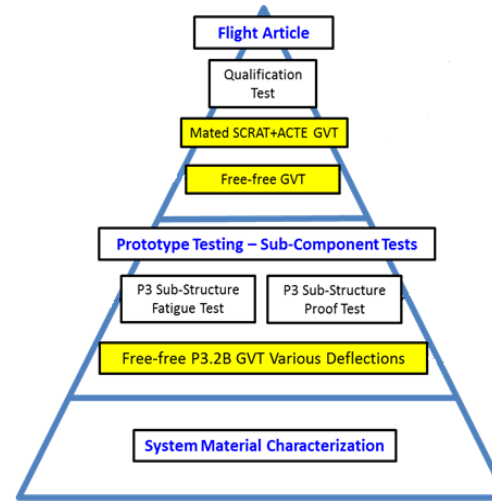 Flight Article
Qualification
Test
Mated SCRAT+ACTE GVT
Free-free GVT
Prototype Testing – Sub-Component Tests
P3 Sub-Structure
Fatigue Test
P3 Sub-Structure
Proof Test
Free-free P3.2B GVT Various Deflections
System Material Characterization